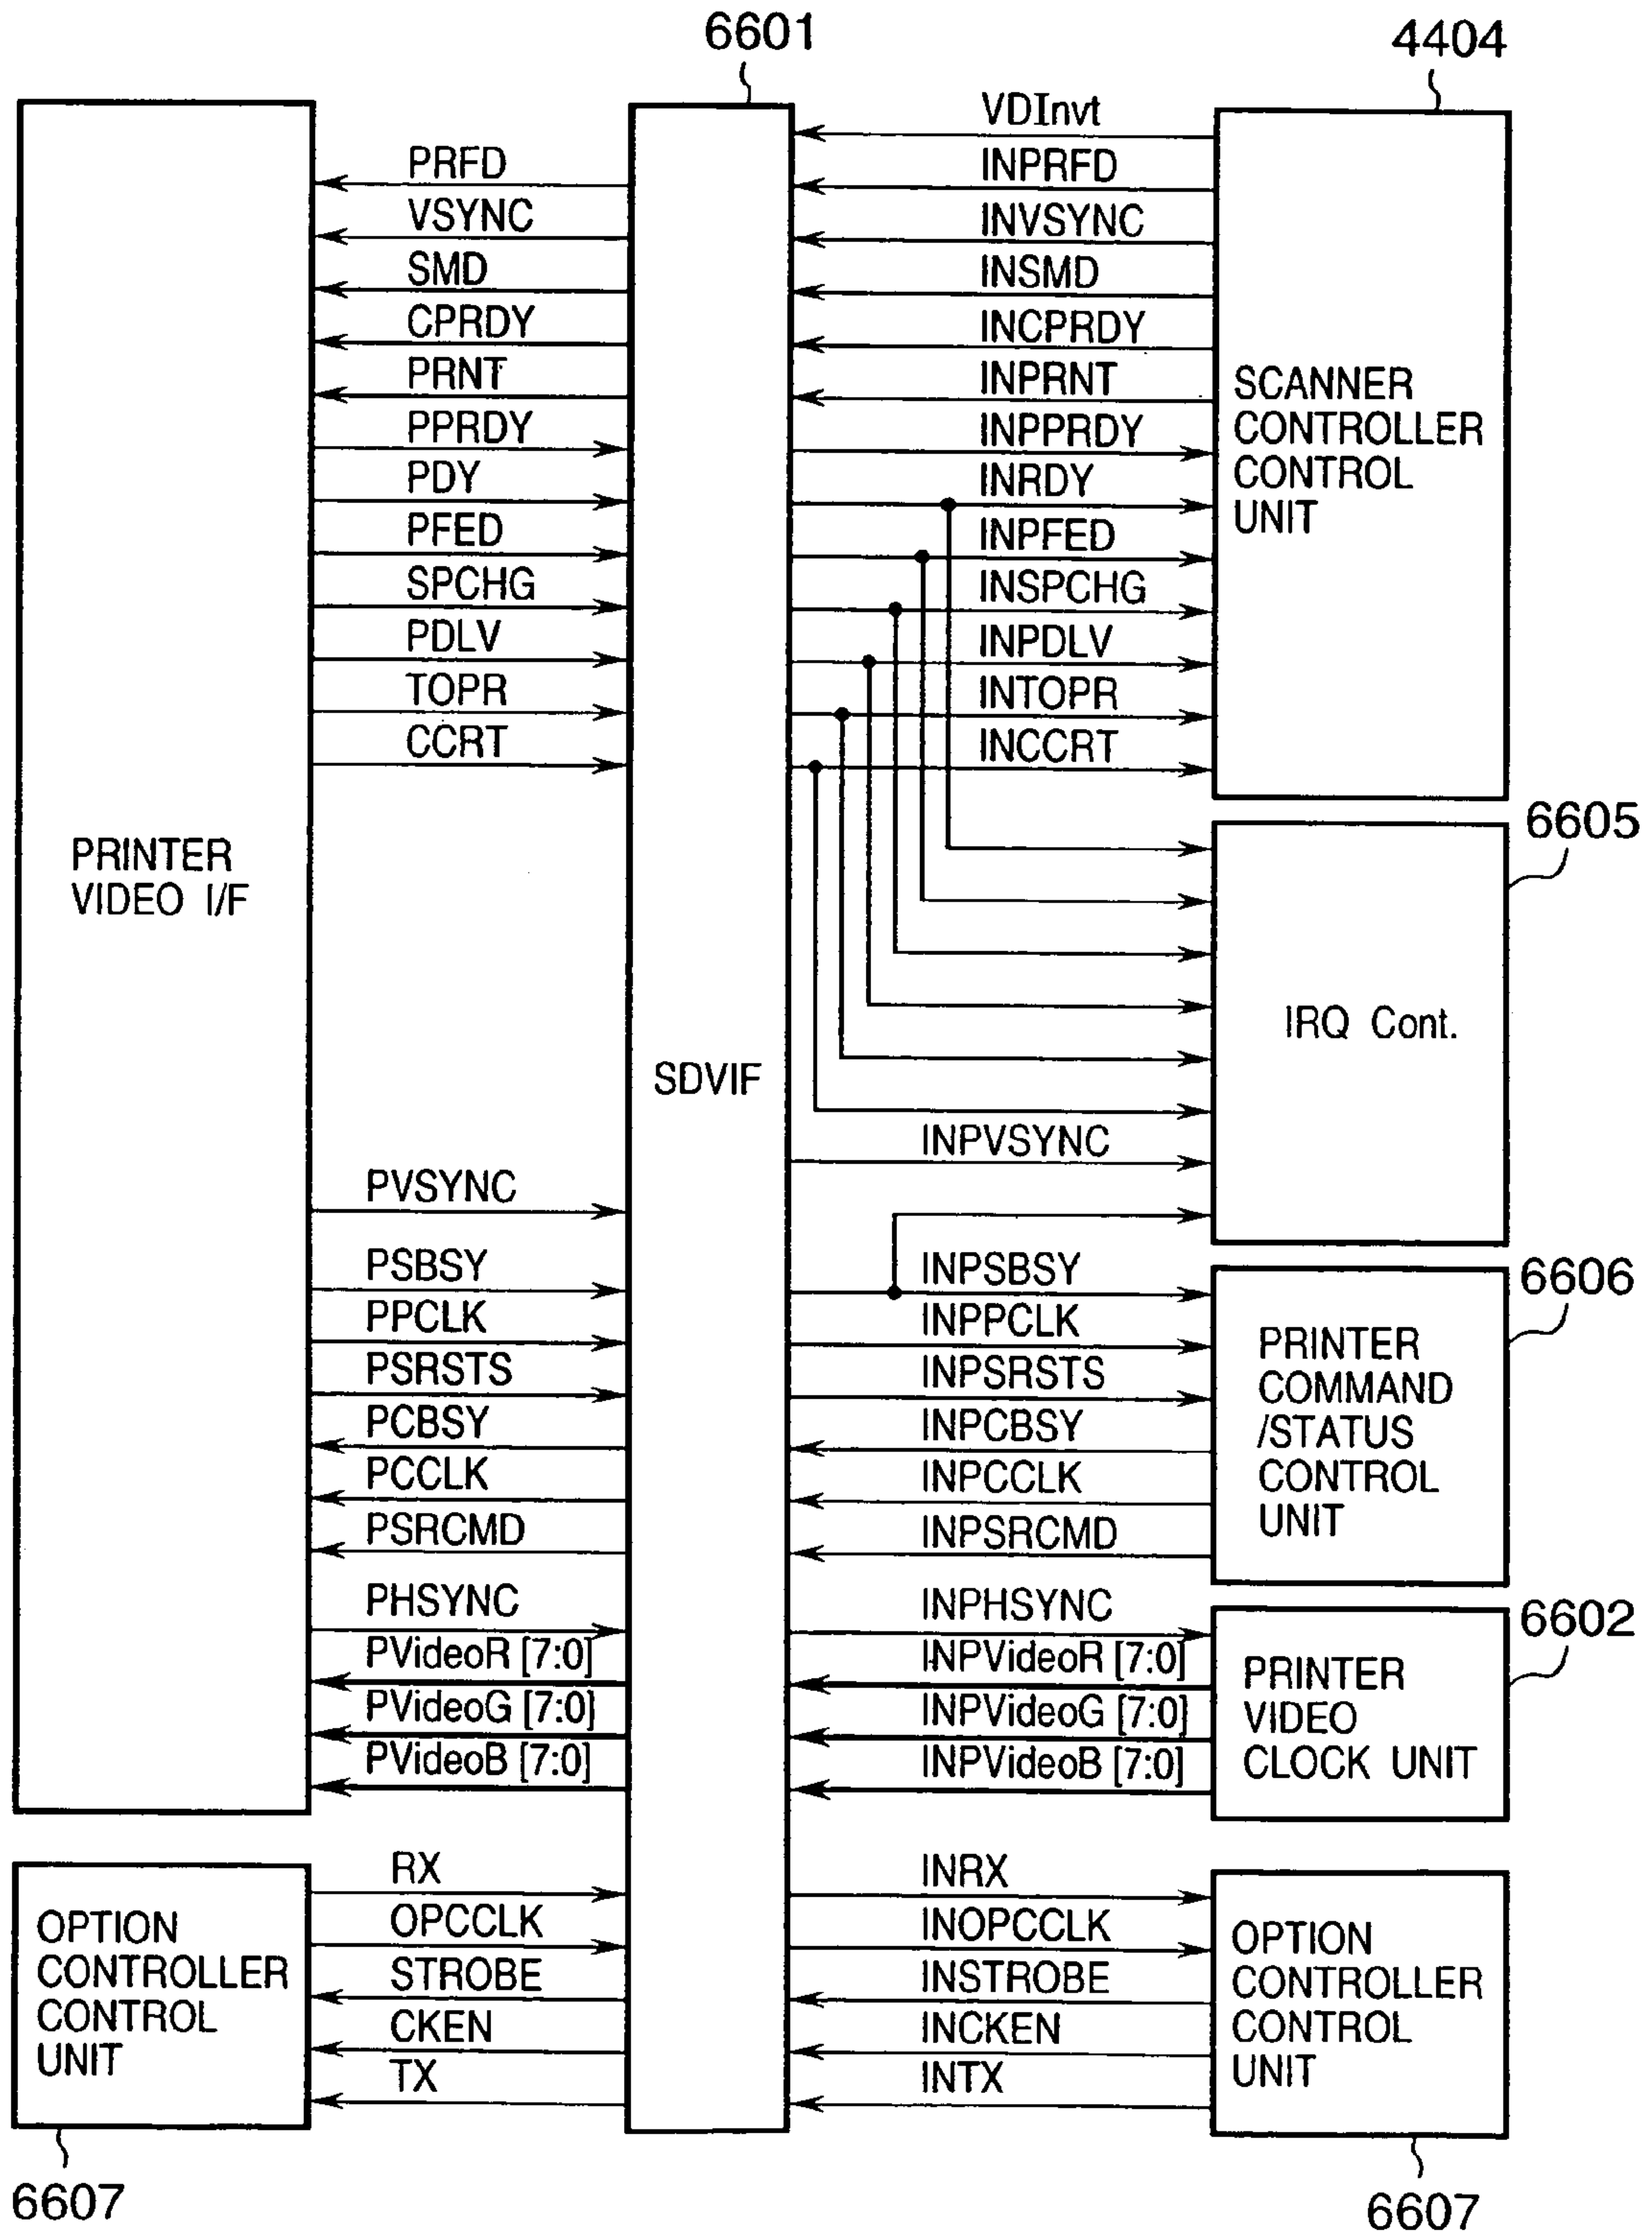 6601
4404
PRINTER
VIDEO I/F
PRFD
VSYNC
SMD
CPRDY
PRNT
PPRDY
PDY
PFED
SPCHG
PDLV
TOPR
CCRT
PVSYNC
PSBSY
PPCLK
PSRSTS
PCBSY
PCCLK
PSRCMD
PHSYNC
PVideoR [7:0]
PVideoG [7:0]
PVideoB [7:0]
OPTION
CONTROLLER
CONTROL
UNIT
6607
RX
OPCCLK
STROBE
CKEN
TX
SDVIF
VDInvt
INPRFD
INVSYNC
INSMD
INCPRDY
INPRNT
INPPRDY
INRDY
INPFED
INSPCHG
INPDLV
INTOPR
INCCRT
SCANNER
CONTROLLER
CONTROL
UNIT
6605
IRQ Cont.
INPVSYNC
INPSBSY
INPPCLK
INPSRSTS
INPCBSY
INPCCLK
INPSRCMD
6606
PRINTER
COMMAND
/STATUS
CONTROL
UNIT
INPHSYNC
INPVideoR [7:0]
INPVideoG [7:0]
INPVideoB [7:0]
6602
PRINTER
VIDEO
CLOCK UNIT
INRX
INOPCCLK
INSTROBE
INCKEN
INTX
OPTION
CONTROLLER
CONTROL
UNIT
6607